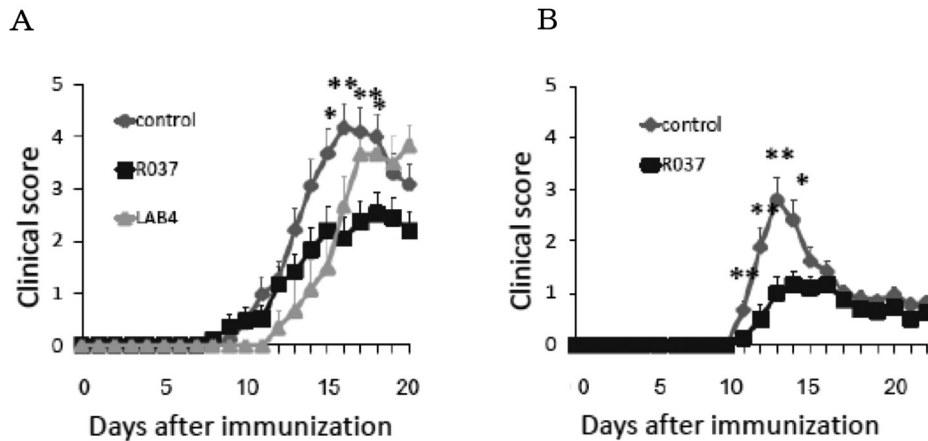 A
B
Clinical score
5
4
3
2
1
0
control
R037
LAB4
*
**
**
*
0
5
10
15
20
Days after immunization
Clinical score
5
4
3
2
1
0
control
R037
**
**
**
*
0
5
10
15
20
Days after immunization